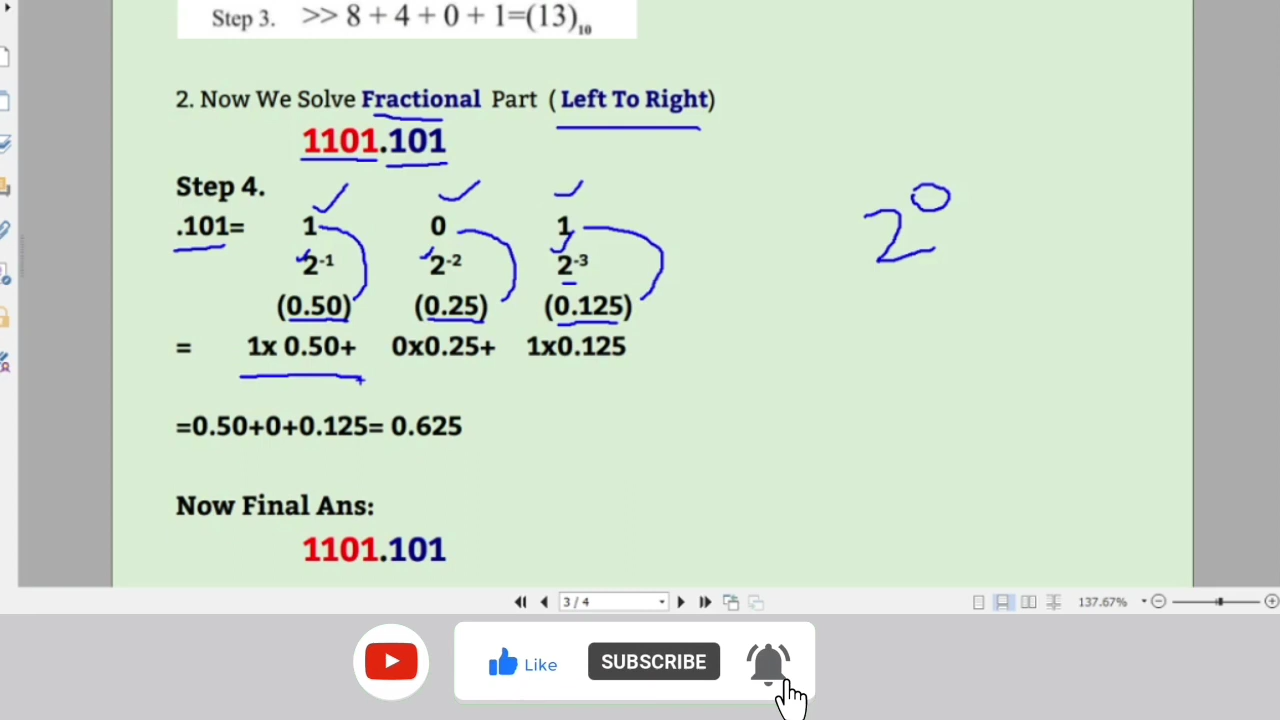 Step 3. >> 8 + 4 + 0 + 1=(13)₁₀
2. Now We Solve Fractional Part ( Left To Right)
1101.101
Step 4.
.101= 1 0 1
2⁻¹ 2⁻² 2⁻³
(0.50) (0.25) (0.125)
= 1x 0.50+ 0x0.25+ 1x0.125
=0.50+0+0.125= 0.625
Now Final Ans:
1101.101
2⁰
3 / 4 137.67%
Like SUBSCRIBE